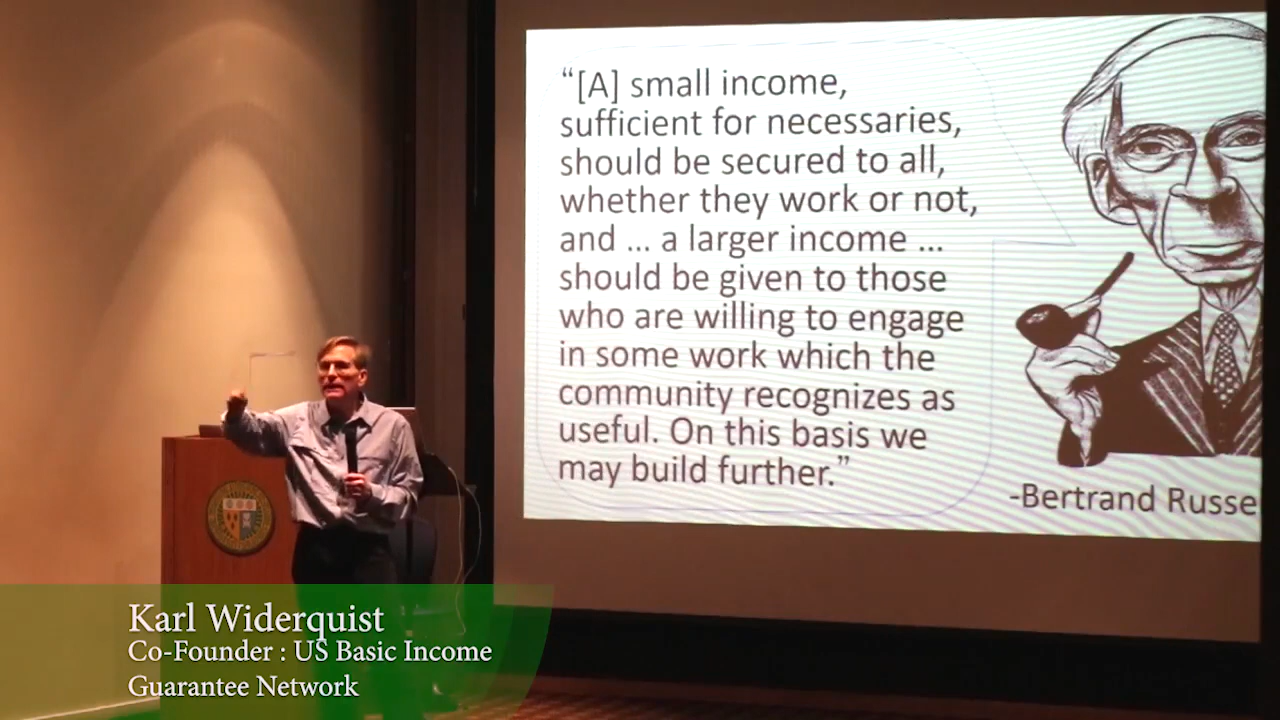 “[A] small income,
sufficient for necessaries,
should be secured to all,
whether they work or not,
and ... a larger income ...
should be given to those
who are willing to engage
in some work which the
community recognizes as
useful. On this basis we
may build further.”
-Bertrand Russe
Karl Widerquist
Co-Founder : US Basic Income
Guarantee Network